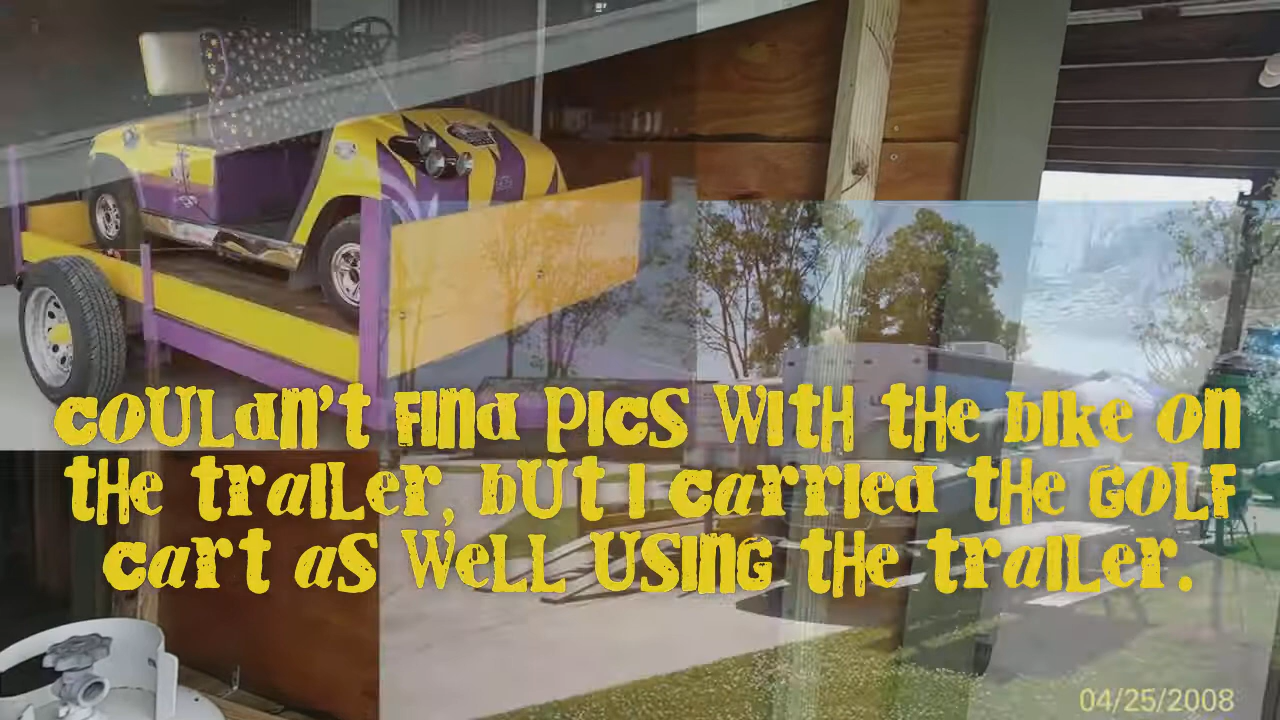 Couldn't find pics with the bike on
the trailer, but I carried the golf
cart as well using the trailer.
04/25/2008